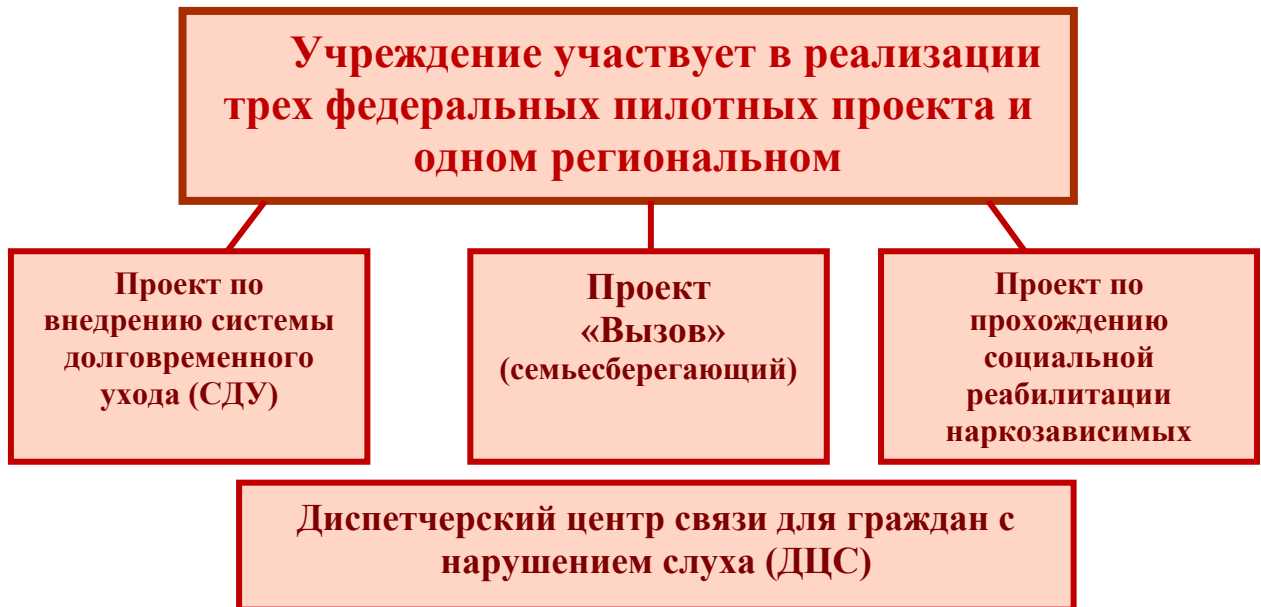 Учреждение участвует в реализации
трех федеральных пилотных проекта и
одном региональном
Проект по
внедрению системы
долговременного
ухода (СДУ)
Проект
«Вызов»
(семьесберегающий)
Проект по
прохождению
социальной
реабилитации
наркозависимых
Диспетчерский центр связи для граждан с
нарушением слуха (ДЦС)